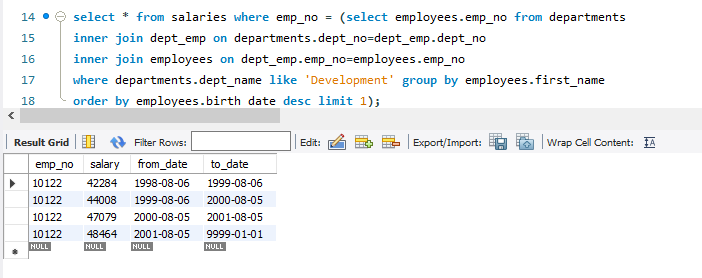 14 select * from salaries where emp_no = (select employees.emp_no from departments
15 inner join dept_emp on departments.dept_no=dept_emp.dept_no
16 inner join employees on dept_emp.emp_no=employees.emp_no
17 where departments.dept_name like 'Development' group by employees.first_name
18 order by employees.birth_date desc limit 1);
Result Grid Filter Rows: Edit: Export/Import: Wrap Cell Content: IA
emp_no salary from_date to_date
10122 42284 1998-08-06 1999-08-06
10122 44008 1999-08-06 2000-08-05
10122 47079 2000-08-05 2001-08-05
10122 48464 2001-08-05 9999-01-01
NULL NULL NULL NULL